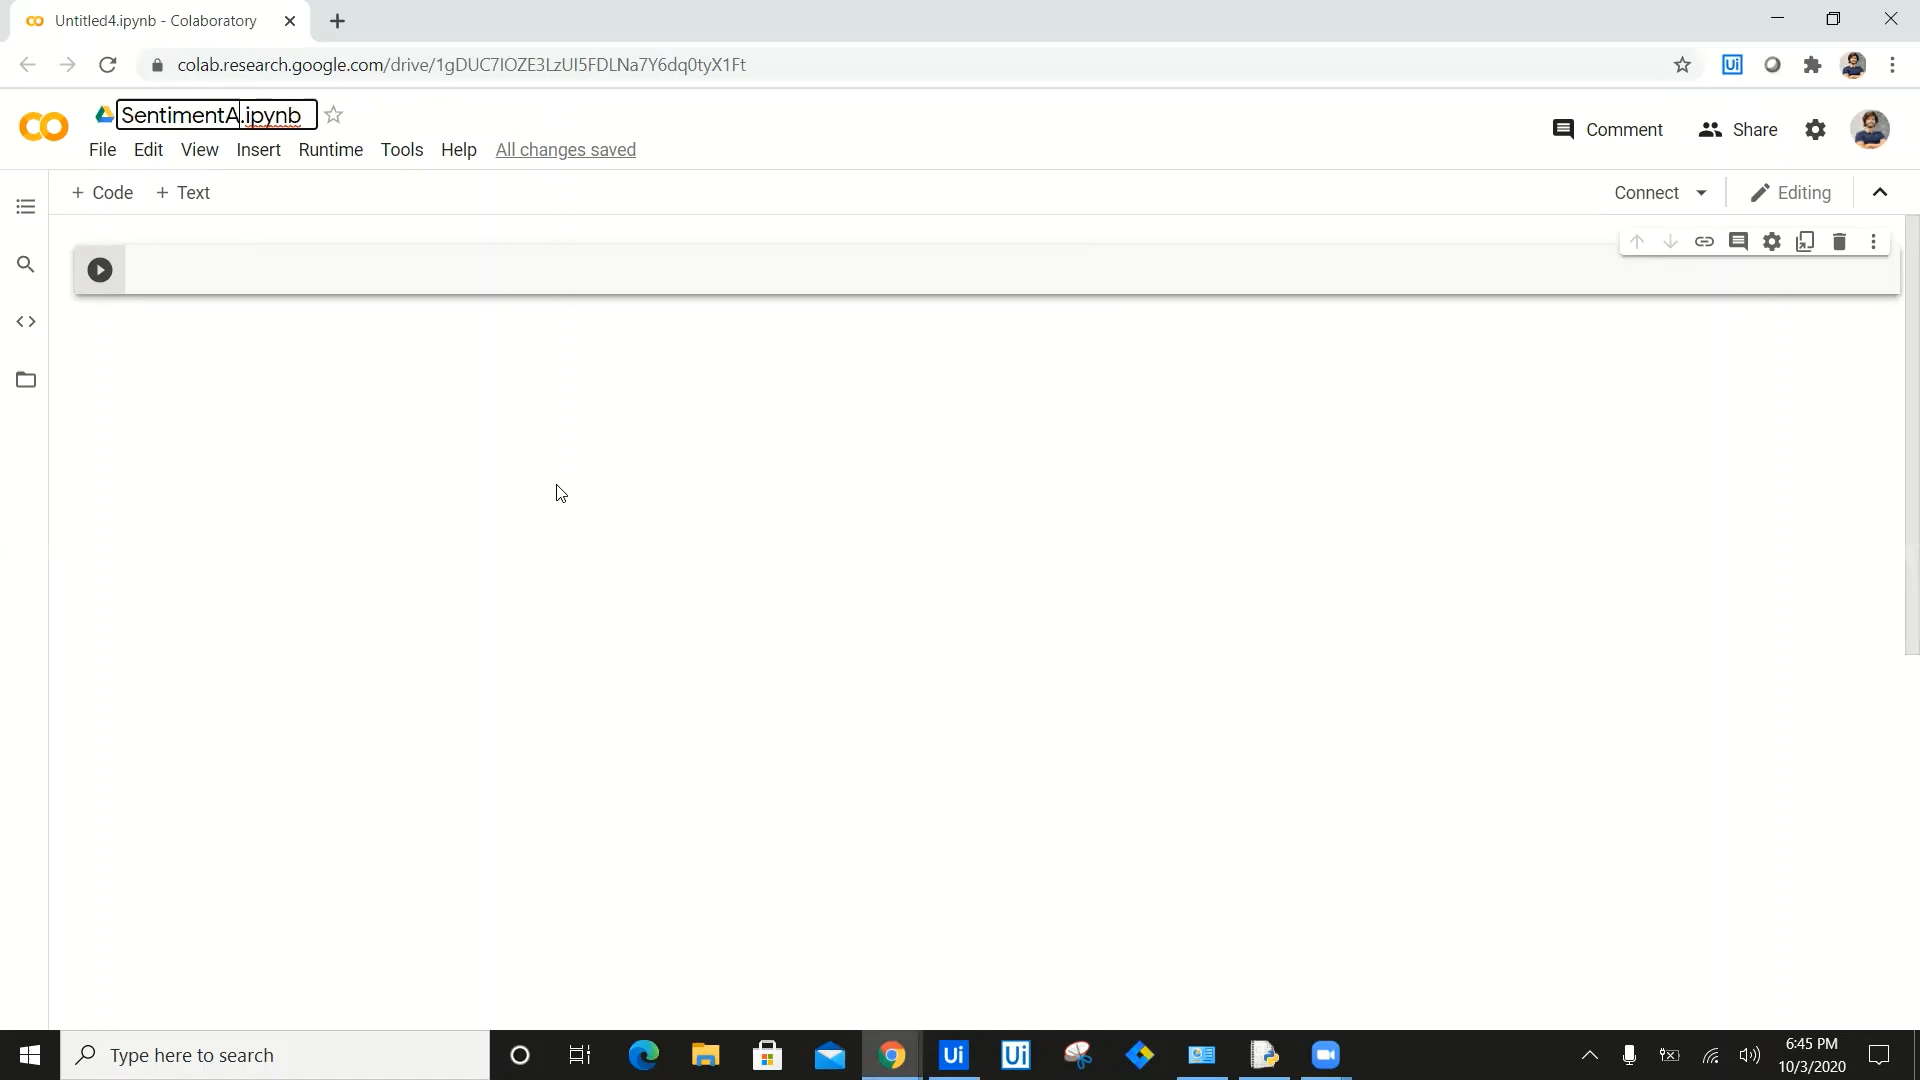 Untitled4.ipynb - Colaboratory
colab.research.google.com/drive/1gDUC7IOZE3LzUI5FDLNa7Y6dq0tyX1Ft
SentimentA.ipynb
Comment
Share
File Edit View Insert Runtime Tools Help All changes saved
+ Code + Text
Connect
Editing
Type here to search
6:45 PM
10/3/2020